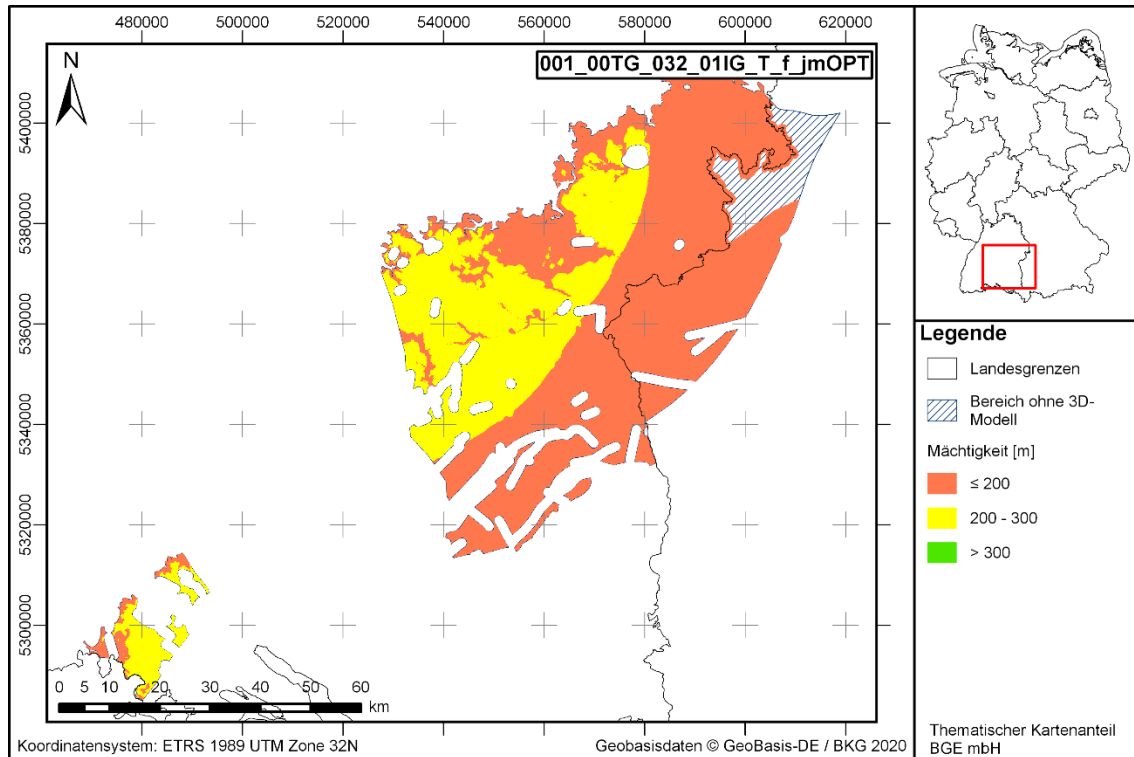 480000 500000 520000 540000 560000 580000 600000 620000
001_00TG_032_01IG_T_f_jmOPT
N
5400000
5380000
5360000
5340000
5320000
5300000
0 5 10 20 30 40 50 60
km
Koordinatensystem: ETRS 1989 UTM Zone 32N
Geobasisdaten © GeoBasis-DE / BKG 2020
Legende
Landesgrenzen
Bereich ohne 3D-
Modell
Mächtigkeit [m]
≤ 200
200 - 300
> 300
Thematischer Kartenanteil
BGE mbH